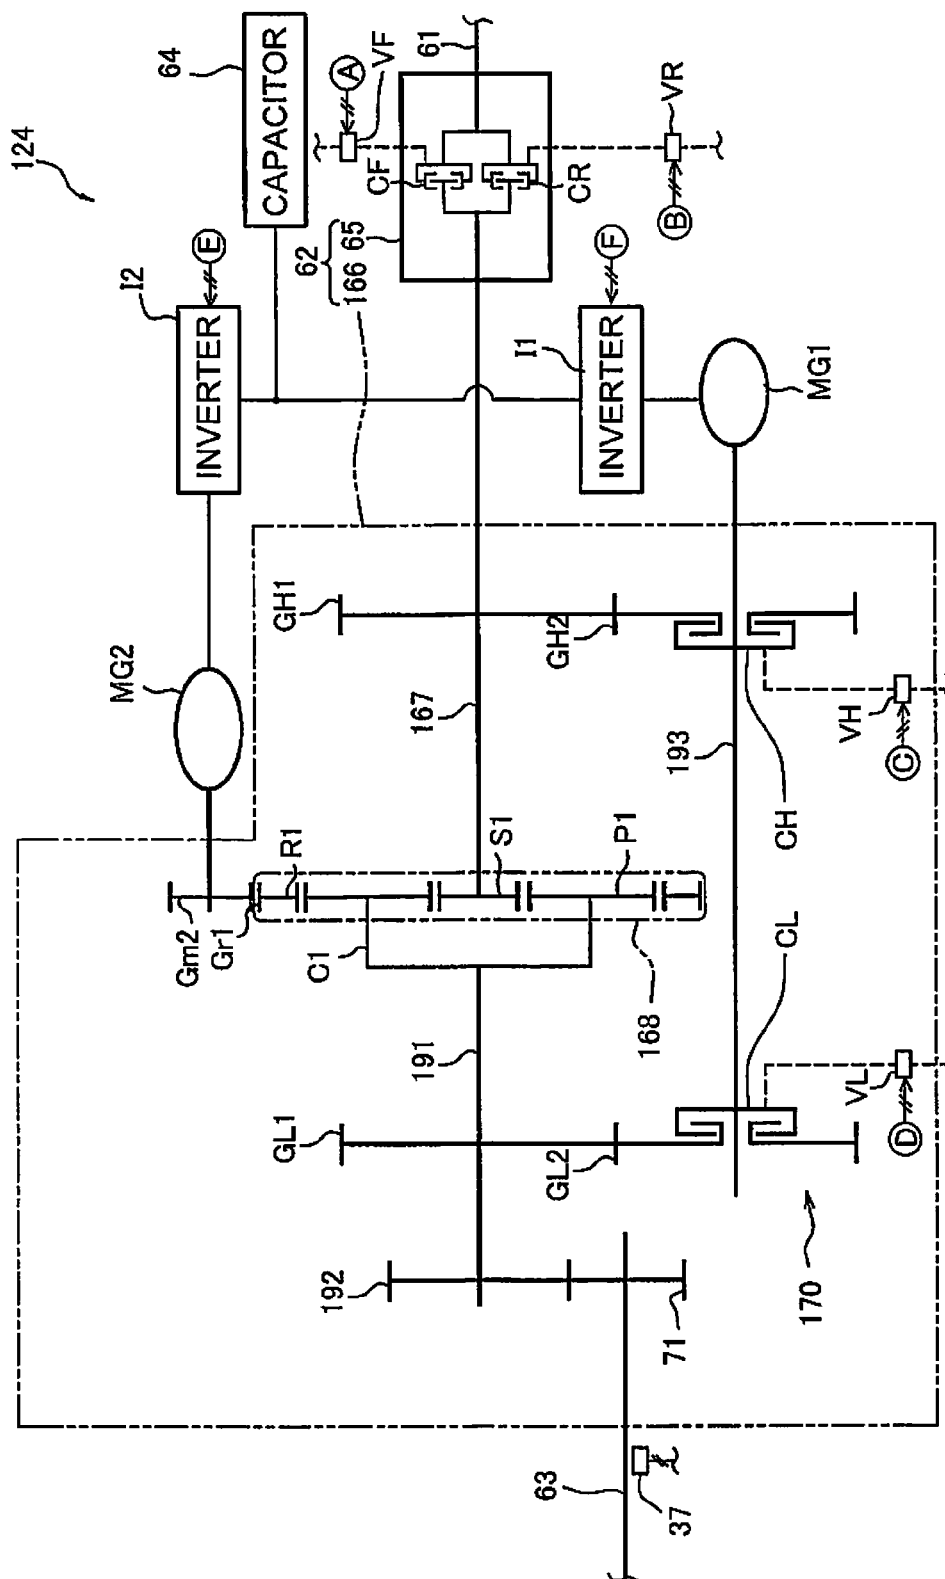 124
64
CAPACITOR
A
VF
61
VR
B
CF
CR
65
62
166
E
I2
INVERTER
F
I1
INVERTER
MG1
MG2
GH1
GH2
167
193
VH
C
CH
R1
S1
P1
Gm2
Gr1
C1
168
CL
191
VL
D
GL1
GL2
192
71
170
63
37